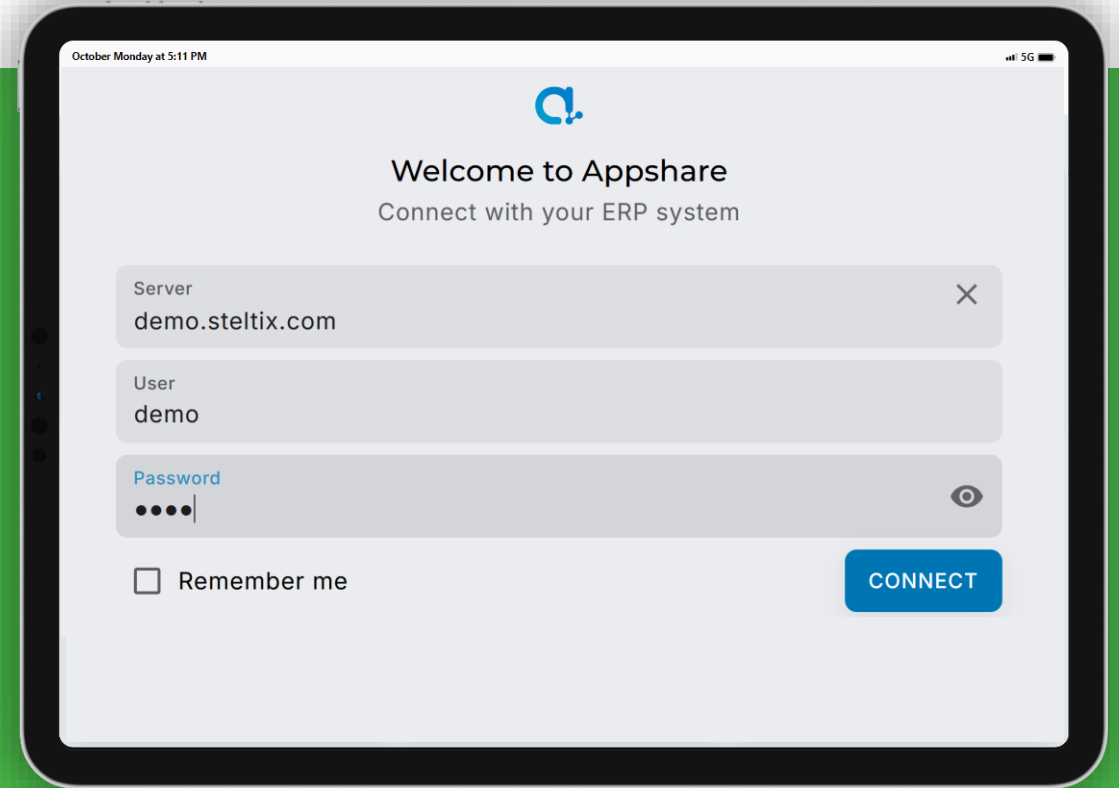 October Monday at 5:11 PM
5G
Welcome to Appshare
Connect with your ERP system
Server
demo.steltix.com
User
demo
Password
••••
Remember me
CONNECT